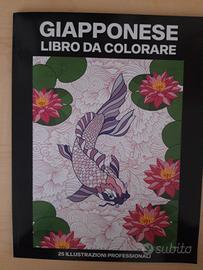 GIAPPONESE
LIBRO DA COLORARE
25 ILLUSTRAZIONI PROFESSIONALI
subito